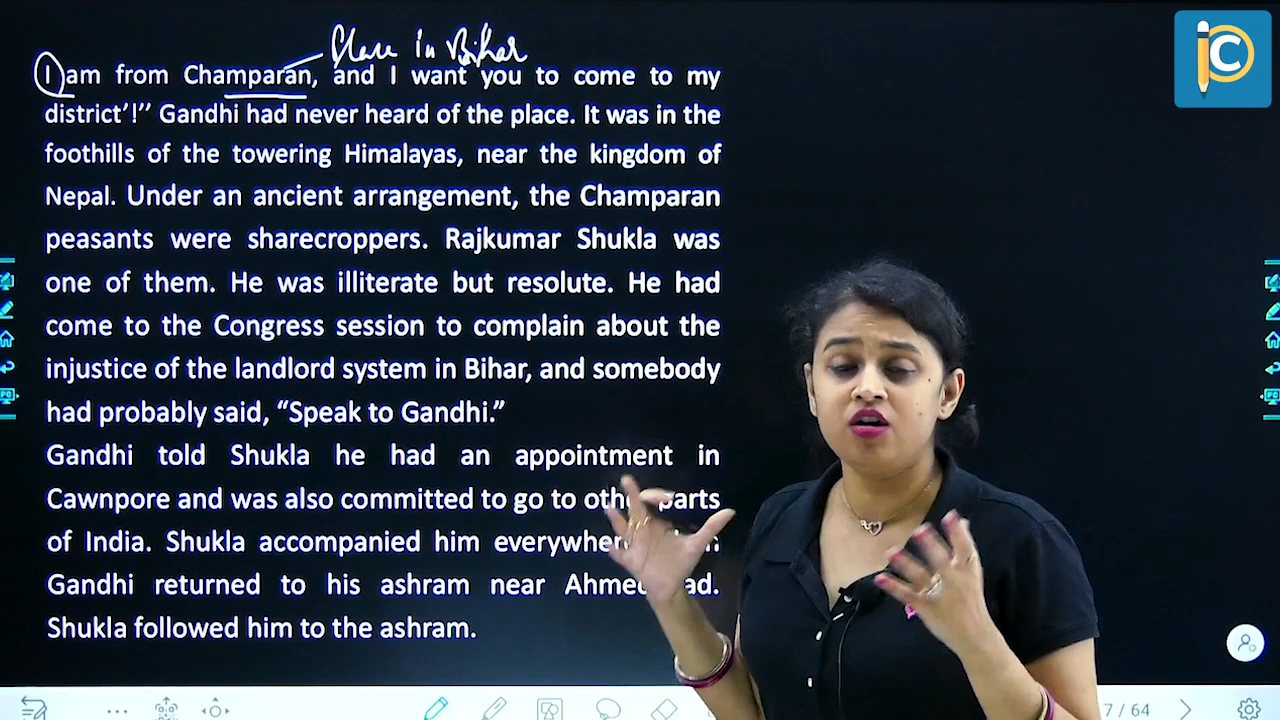 Place in Bihar
I am from Champaran, and I want you to come to my
district'!'' Gandhi had never heard of the place. It was in the
foothills of the towering Himalayas, near the kingdom of
Nepal. Under an ancient arrangement, the Champaran
peasants were sharecroppers. Rajkumar Shukla was
one of them. He was illiterate but resolute. He had
come to the Congress session to complain about the
injustice of the landlord system in Bihar, and somebody
had probably said, “Speak to Gandhi.”
Gandhi told Shukla he had an appointment in
Cawnpore and was also committed to go to parts
of India. Shukla accompanied him
Gandhi returned to his ashram near
Shukla followed him to the ashram.
7 / 64